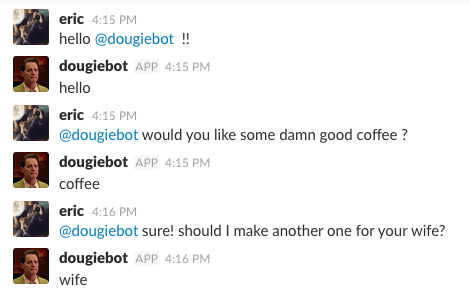 eric 4:15 PM
hello @dougiebot !!
dougiebot APP 4:15 PM
hello
eric 4:15 PM
@dougiebot would you like some damn good coffee ?
dougiebot APP 4:15 PM
coffee
eric 4:16 PM
@dougiebot sure! should I make another one for your wife?
dougiebot APP 4:16 PM
wife